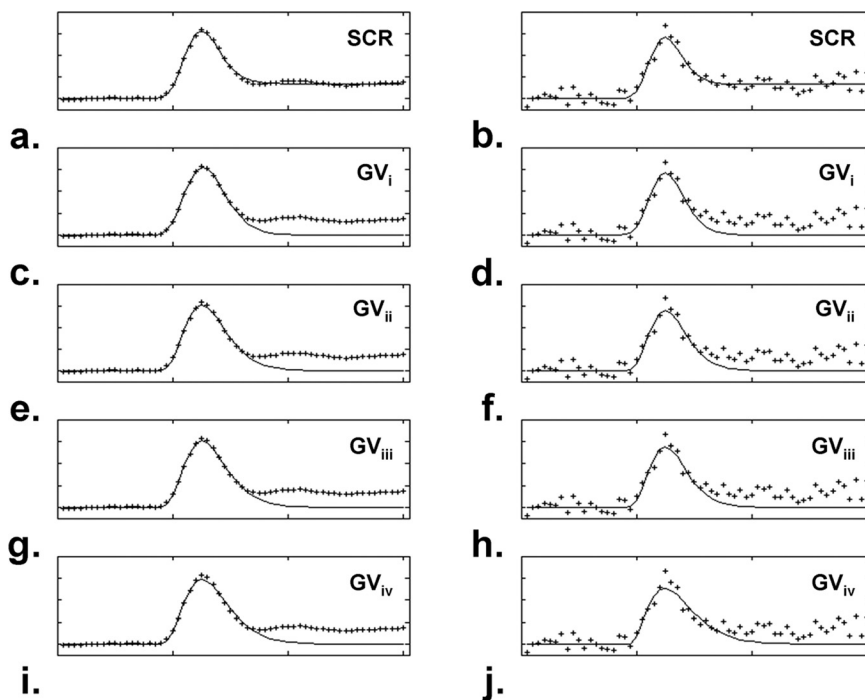 SCR
SCR
a.
b.
GVi
GVi
c.
d.
GVii
GVii
e.
f.
GViii
GViii
g.
h.
GViv
GViv
i.
j.